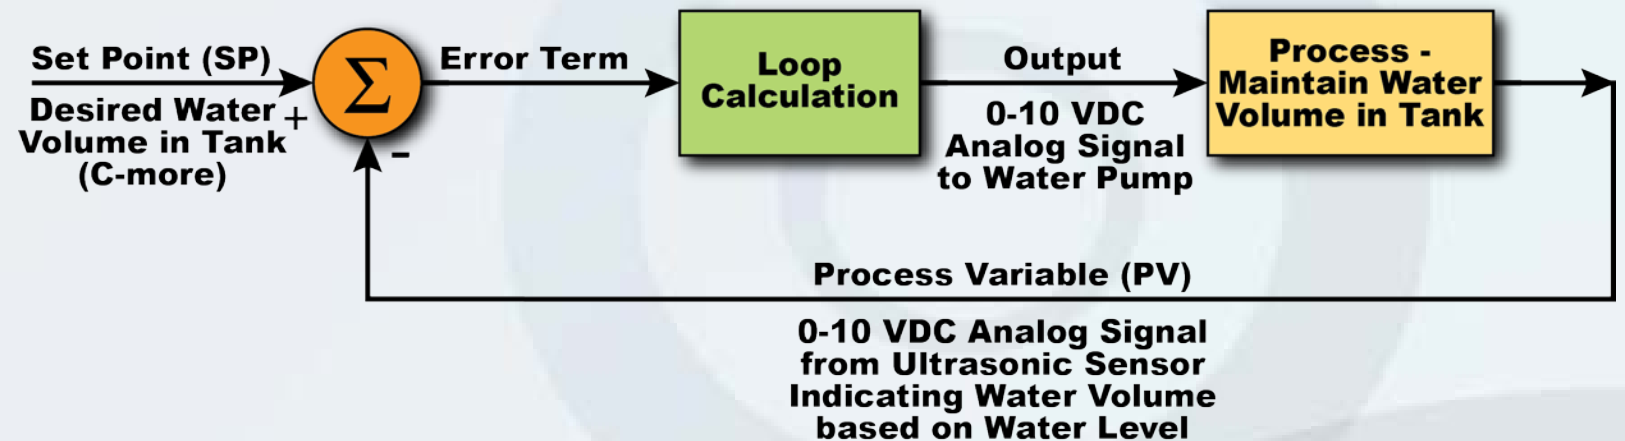 Set Point (SP)
Desired Water
Volume in Tank
(C-more)
+
-
Σ
Error Term
Loop
Calculation
Output
0-10 VDC
Analog Signal
to Water Pump
Process -
Maintain Water
Volume in Tank
Process Variable (PV)
0-10 VDC Analog Signal
from Ultrasonic Sensor
Indicating Water Volume
based on Water Level